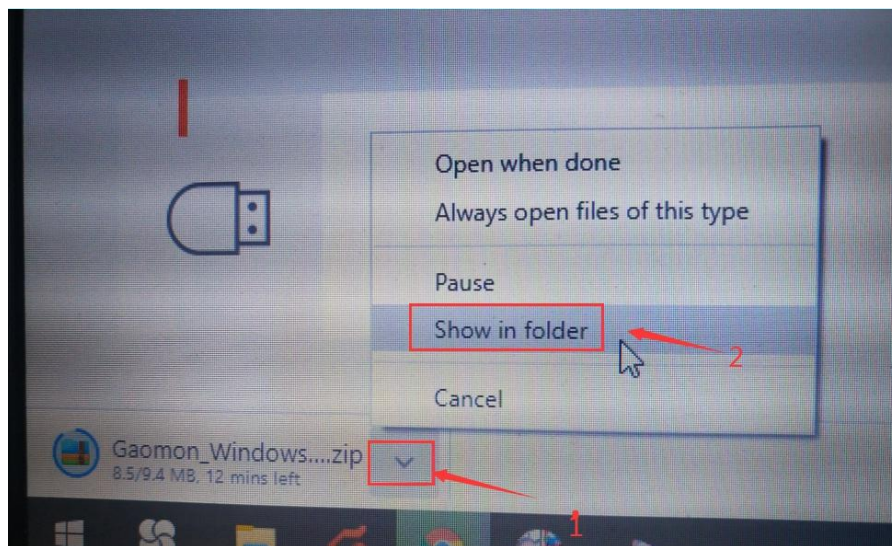 Open when done
Always open files of this type
Pause
Show in folder
2
Cancel
Gaomon_Windows....zip
8.5/9.4 MB, 12 mins left
1